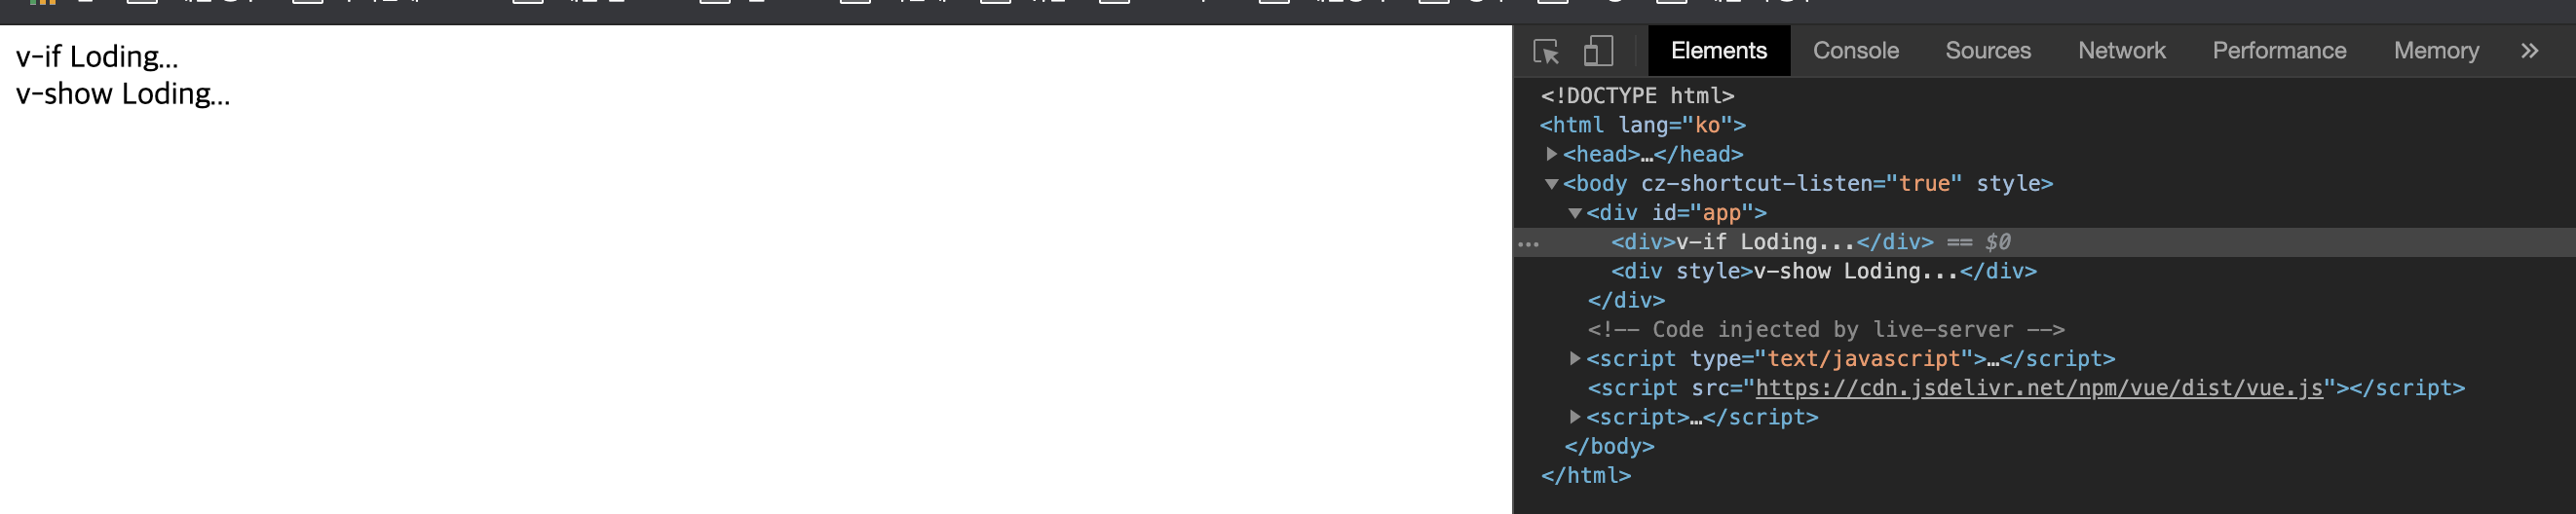 v-if Loding...
v-show Loding...
Elements Console Sources Network Performance Memory »
<!DOCTYPE html>
<html lang="ko">
<head>…</head>
<body cz-shortcut-listen="true" style>
<div id="app">
<div>v-if Loding...</div> == $0
<div style>v-show Loding...</div>
</div>
<!-- Code injected by live-server -->
<script type="text/javascript">…</script>
<script src="https://cdn.jsdelivr.net/npm/vue/dist/vue.js"></script>
<script>…</script>
</body>
</html>